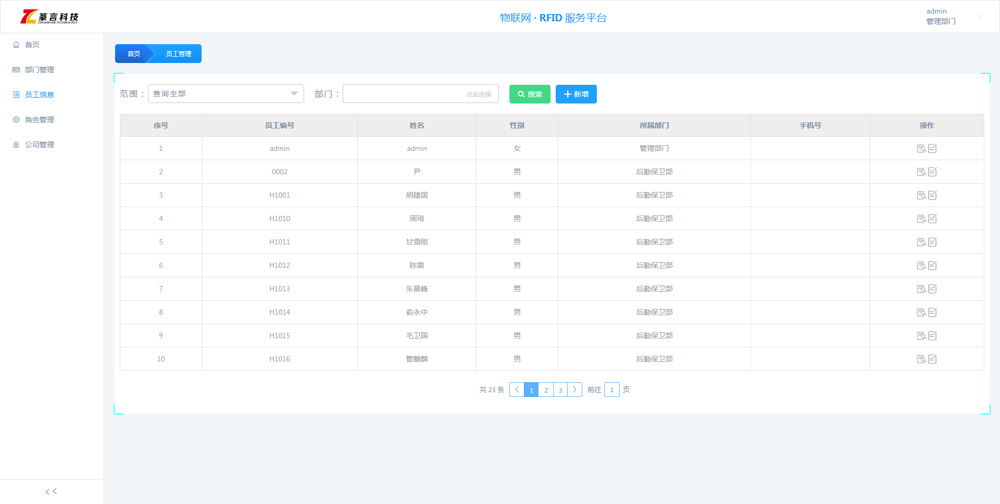 篆言科技
ZHUANYAN TECHNOLOGY
物联网 · RFID 服务平台
admin
管理部门
首页
部门管理
员工信息
角色管理
公司管理
<<
首页 员工管理
范围： 查询全部 部门： 点击选择 搜索 新增
序号 员工编号 姓名 性别 所属部门 手机号 操作
1 admin admin 女 管理部门
2 0002 尹 男 后勤保卫部
3 H1001 胡建国 男 后勤保卫部
4 H1010 周琦 男 后勤保卫部
5 H1011 甘雪刚 男 后勤保卫部
6 H1012 陈雷 男 后勤保卫部
7 H1013 朱景峰 男 后勤保卫部
8 H1014 俞永中 男 后勤保卫部
9 H1015 毛卫国 男 后勤保卫部
10 H1016 管麒麟 男 后勤保卫部
共 23 条 1 2 3 前往 1 页